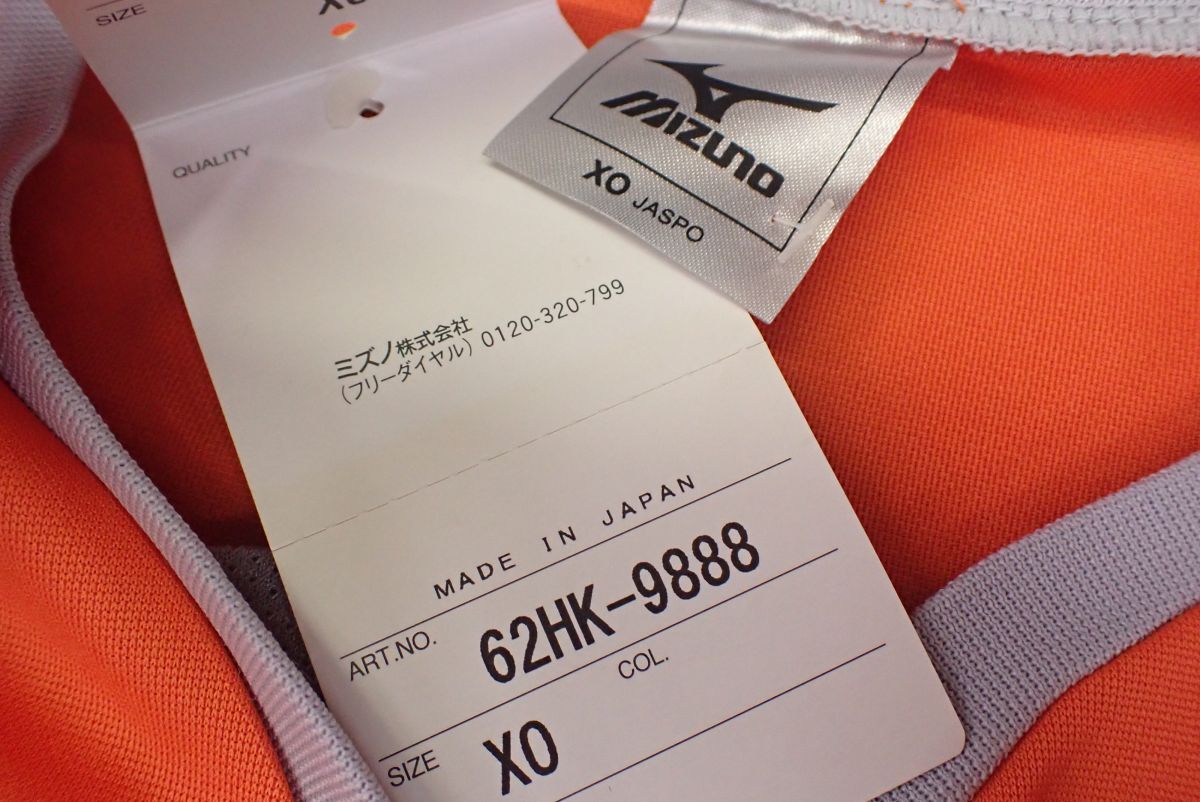 SIZE XO
QUALITY
ミズノ株式会社
(フリーダイヤル) 0120-320-799
MADE IN JAPAN
ART.NO. 62HK-9888
COL.
SIZE XO
MIZUNO
XO JASPO